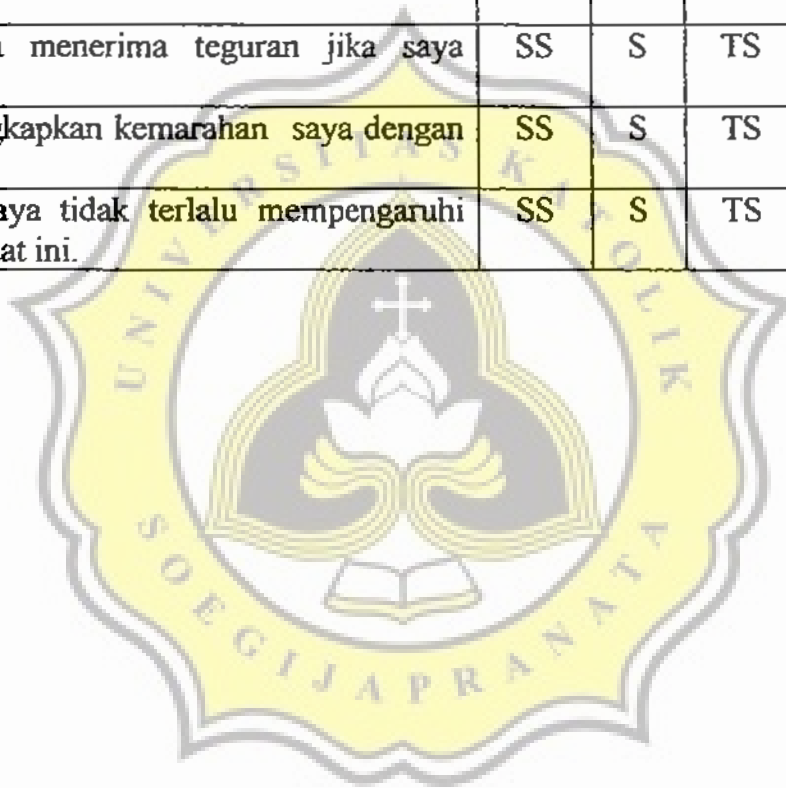 menerima teguran jika saya SS S TS
kapkan kemarahan saya dengan SS S TS
aya tidak terlalu mempengaruhi SS S TS
at ini.
UNIVERSITAS KATOLIK
SOEGIJAPRANATA